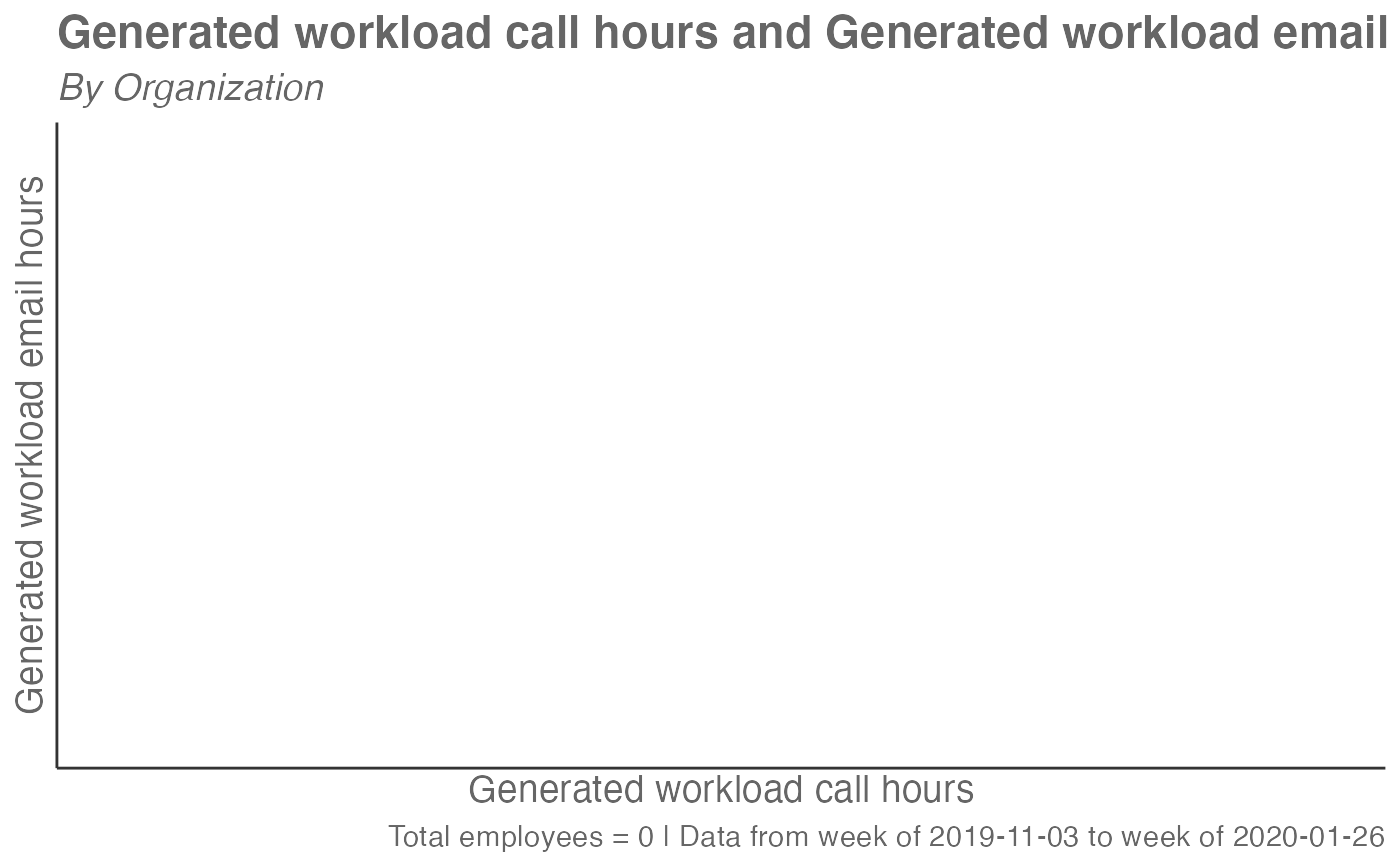 Generated workload call hours and Generated workload email
By Organization
Generated workload email hours
Generated workload call hours
Total employees = 0 | Data from week of 2019-11-03 to week of 2020-01-26